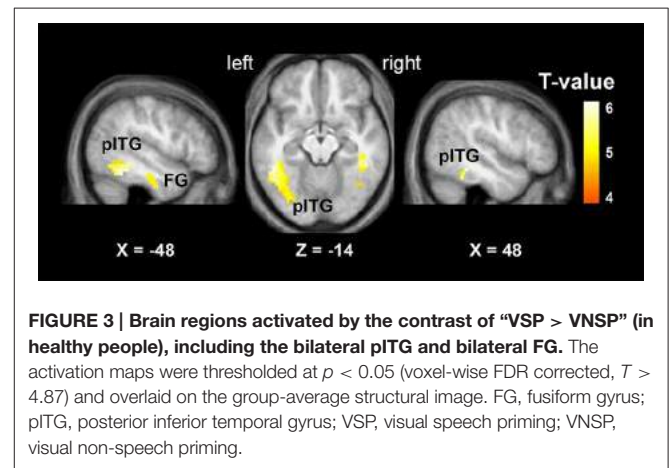 left right
T-value
6
5
4
pITG
FG
pITG
pITG
X = -48
Z = -14
X = 48
FIGURE 3 | Brain regions activated by the contrast of “VSP > VNSP” (in
healthy people), including the bilateral pITG and bilateral FG. The
activation maps were thresholded at p < 0.05 (voxel-wise FDR corrected, T >
4.87) and overlaid on the group-average structural image. FG, fusiform gyrus;
pITG, posterior inferior temporal gyrus; VSP, visual speech priming; VNSP,
visual non-speech priming.